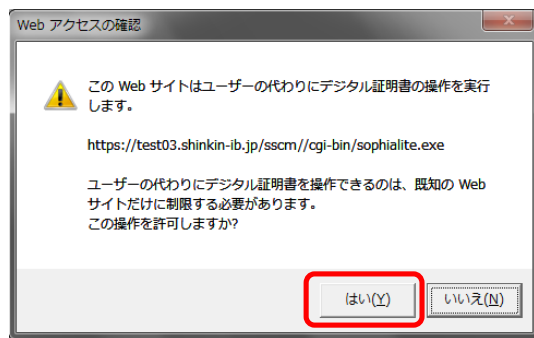 Web アクセスの確認
この Web サイトはユーザーの代わりにデジタル証明書の操作を実行
します。
https://test03.shinkin-ib.jp/sscm//cgi-bin/sophialite.exe
ユーザーの代わりにデジタル証明書を操作できるのは、既知の Web
サイトだけに制限する必要があります。
この操作を許可しますか?
はい(Y)
いいえ(N)